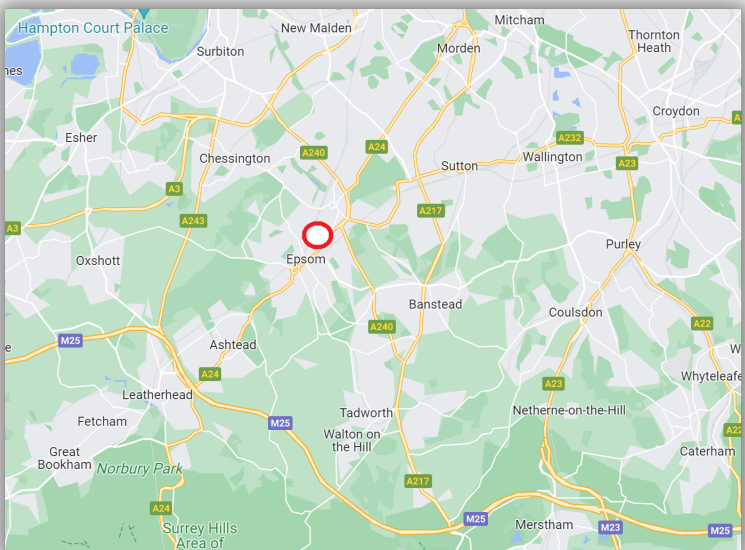 Hampton Court Palace
New Malden
Mitcham
Surbiton
Morden
Thornton
Heath
nes
Croydon
A
Esher
A232
A240
A24
Chessington
Wallington
Sutton
A23
A3
A217
A243
A3
Purley
Epsom
Oxshott
Banstead
Coulsdon
A240
A22
M25
e
Ashtead
W
A24
Whyteleafe
A23
Leatherhead
Tadworth
Netherne-on-the-Hill
Fetcham
M25
Walton on
the Hill
A22
Great
Bookham
Norbury Park
Caterham
A217
A24
M25
Merstham
M23
M25
Surrey Hills
Area of